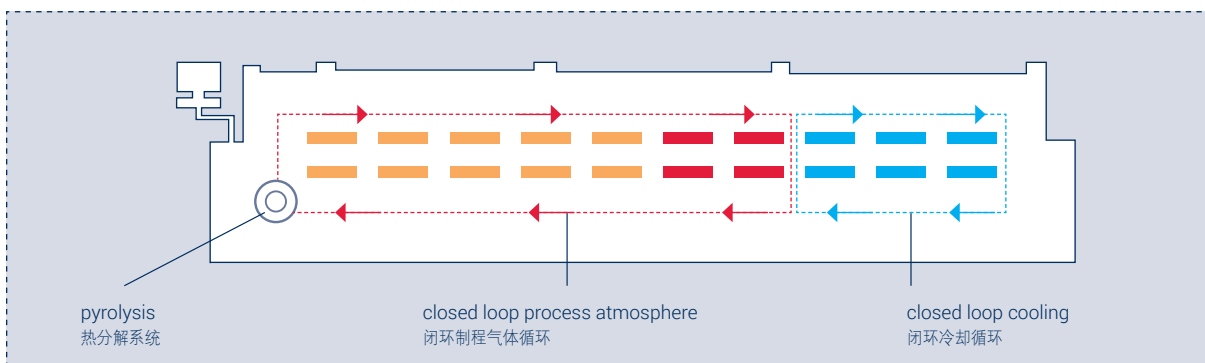 pyrolysis
热分解系统
closed loop process atmosphere
闭环制程气体循环
closed loop cooling
闭环冷却循环